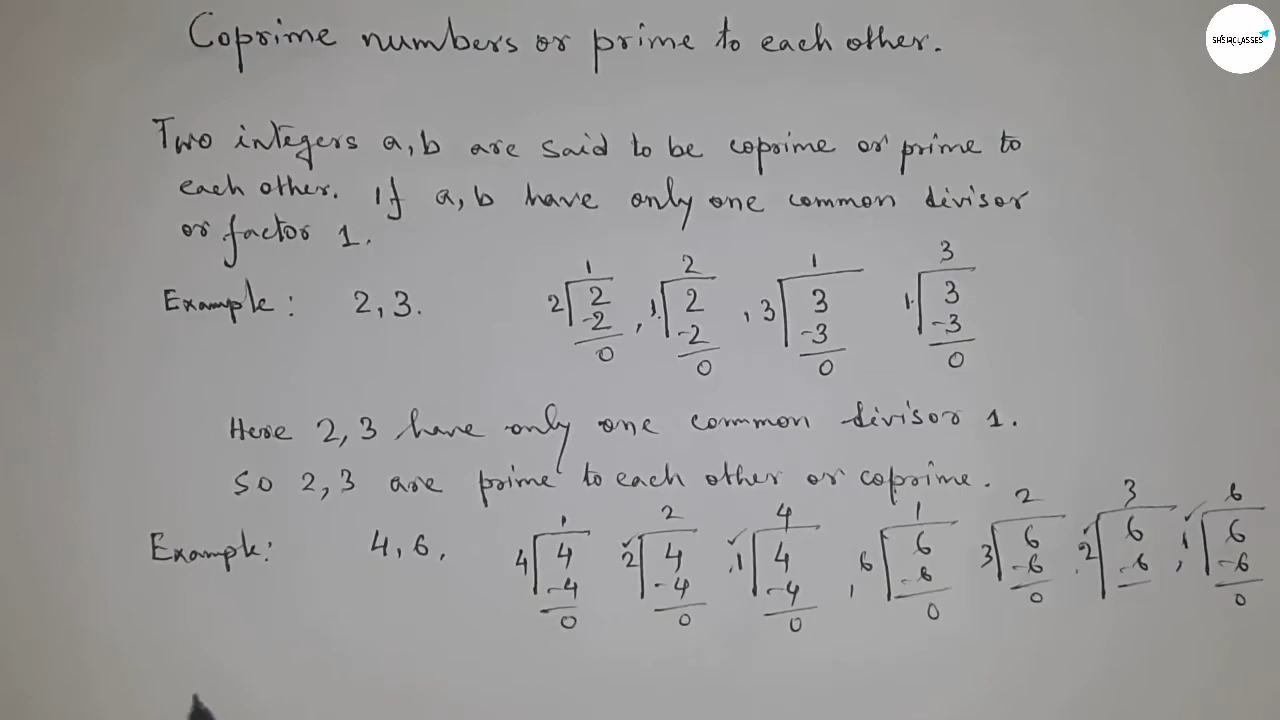 Coprime numbers or prime to each other.
SHSIRCLASSES
Two integers a, b are said to be coprime or prime to
each other. If a, b have only one common divisor
or factor 1.
1 2 1 3
Example: 2, 3. 2 2 , 1 2 , 3 3 1 3
-2 -2 -3 -3
0 0 0 0
Here 2, 3 have only one common divisor 1.
So 2, 3 are prime to each other or coprime.
1 2 4 1 2 3 6
Example: 4, 6, 4 4 2 4 , 1 4 , 6 6 3 6 , 2 6 , 1 6
-4 -4 -4 -6 -6 -6 -6
0 0 0 0 0 0